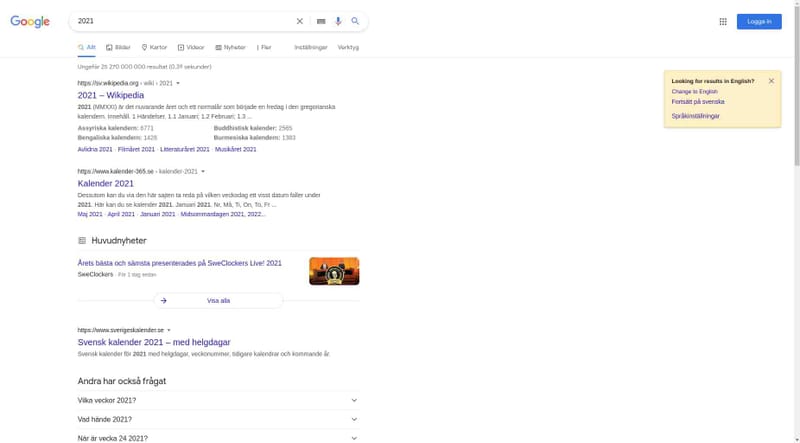 Google
2021
Logga in
Allt Bilder Kartor Videor Nyheter Fler Inställningar Verktyg
Ungefär 25 270 000 000 resultat (0,39 sekunder)
Looking for results in English?
Change to English
Fortsätt på svenska
Språkinställningar
https://sv.wikipedia.org › wiki › 2021
2021 – Wikipedia
2021 (MMXXI) är det nuvarande året och ett normalår som började en fredag i den gregorianska
kalendern. Innehåll. 1 Händelser. 1.1 Januari; 1.2 Februari; 1.3 ...
Assyriska kalendern: 6771 Buddhistisk kalender: 2565
Bengaliska kalendern: 1428 Burmesiska kalendern: 1383
Avlidna 2021 · Filmåret 2021 · Litteraturåret 2021 · Musikåret 2021
https://www.kalender-365.se › kalender-2021
Kalender 2021
Dessutom kan du via den här sajten ta reda på vilken veckodag ett visst datum faller under
2021. Här kan du se kalender 2021. Januari 2021. Nr, Må, Ti, On, To, Fr ...
Maj 2021 · April 2021 · Januari 2021 · Midsommardagen 2021, 2022...
Huvudnyheter
Årets bästa och sämsta presenterades på SweClockers Live! 2021
SweClockers · För 1 dag sedan
Visa alla
https://www.sverigeskalender.se
Svensk kalender 2021 – med helgdagar
Svensk kalender för 2021 med helgdagar, veckonummer, tidigare kalendrar och kommande år.
Andra har också frågat
Vilka veckor 2021?
Vad hände 2021?
När är vecka 24 2021?